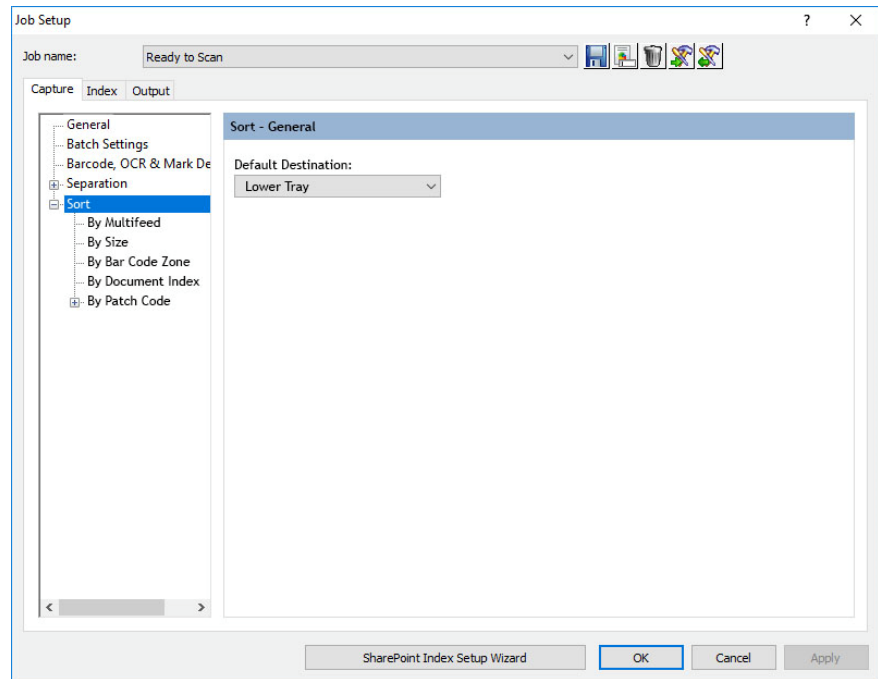 Job Setup
?
Job name:
Ready to Scan
Capture
Index
Output
General
Batch Settings
Barcode, OCR & Mark De
Separation
Sort
By Multifeed
By Size
By Bar Code Zone
By Document Index
By Patch Code
Sort - General
Default Destination:
Lower Tray
SharePoint Index Setup Wizard
OK
Cancel
Apply